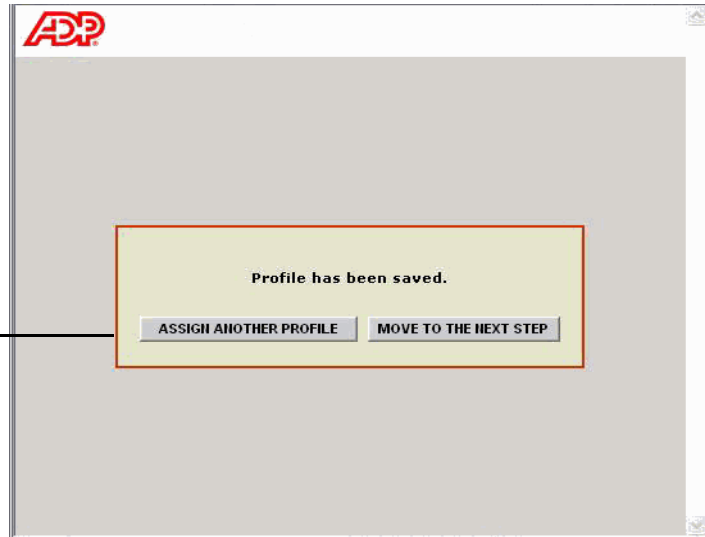 ADP
Profile has been saved.
ASSIGN ANOTHER PROFILE MOVE TO THE NEXT STEP